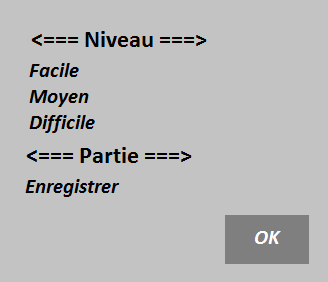 <=== Niveau ===>
Facile
Moyen
Difficile
<=== Partie ===>
Enregistrer
OK